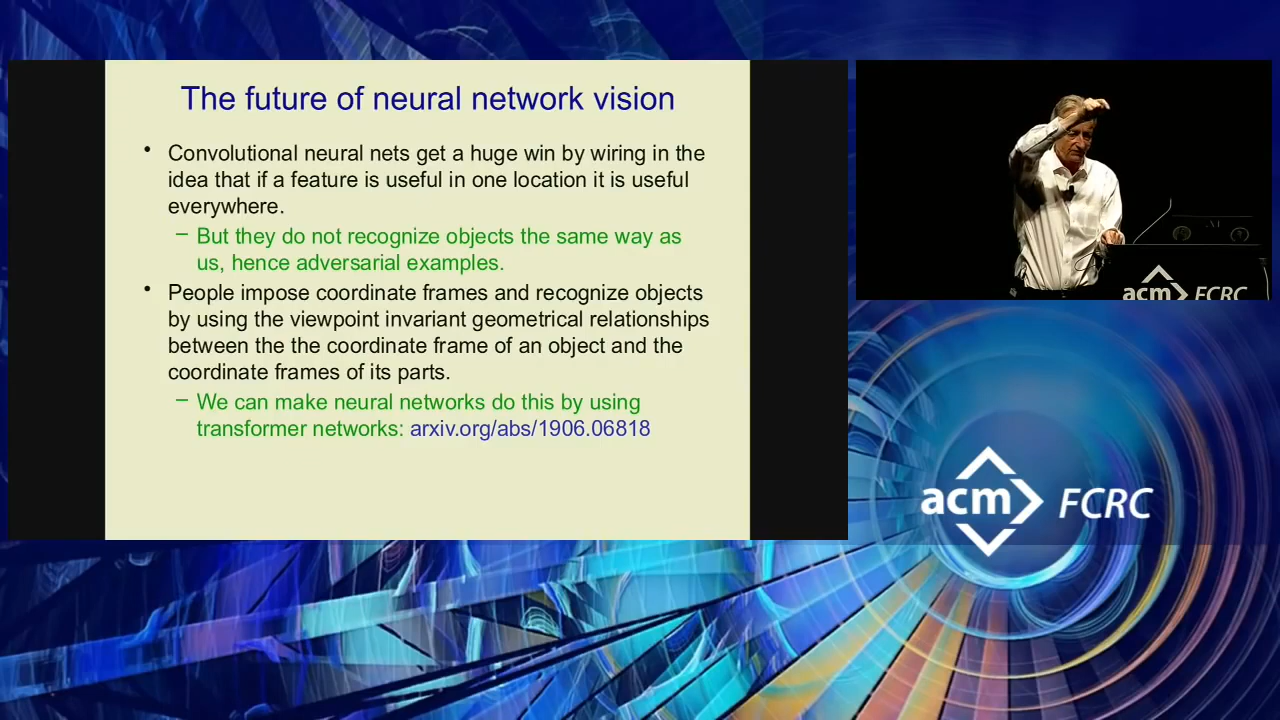 The future of neural network vision
• Convolutional neural nets get a huge win by wiring in the
idea that if a feature is useful in one location it is useful
everywhere.
– But they do not recognize objects the same way as
us, hence adversarial examples.
• People impose coordinate frames and recognize objects
by using the viewpoint invariant geometrical relationships
between the the coordinate frame of an object and the
coordinate frames of its parts.
– We can make neural networks do this by using
transformer networks: arxiv.org/abs/1906.06818
acm FCRC
acm FCRC